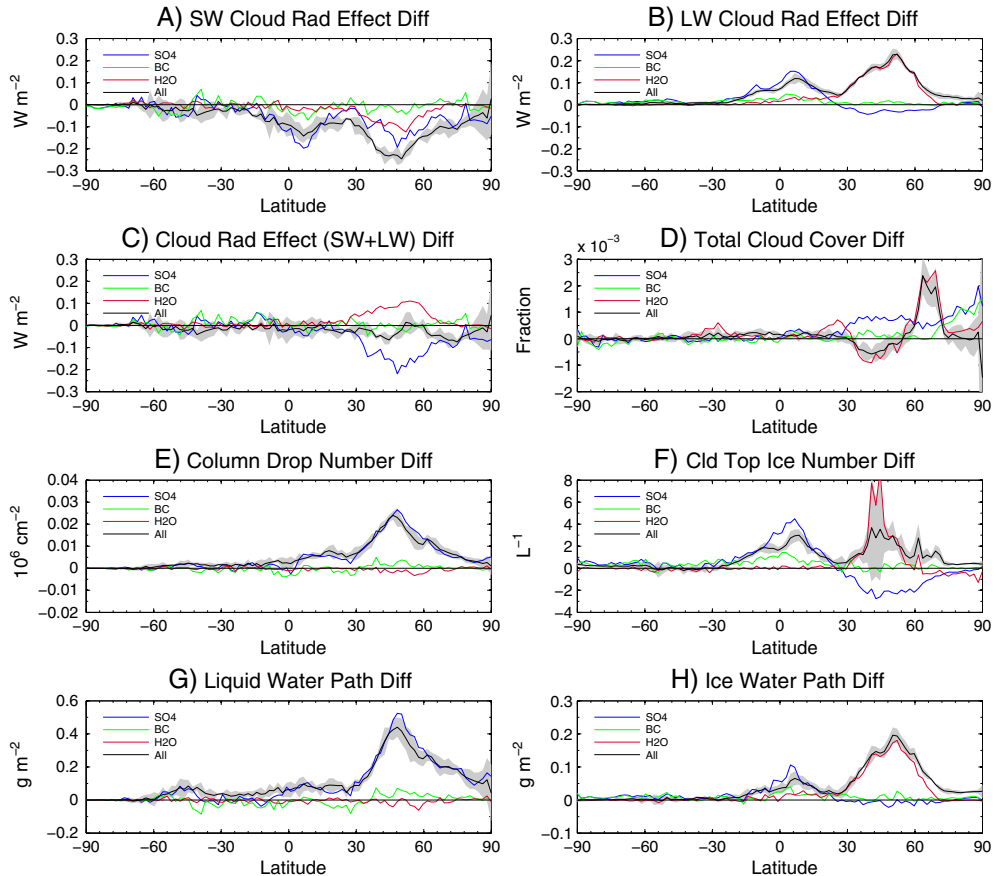 A) SW Cloud Rad Effect Diff
W m−2
0.3
0.2
0.1
0
−0.1
−0.2
−0.3
SO4
BC
H2O
All
−90 −60 −30 0 30 60 90
Latitude
B) LW Cloud Rad Effect Diff
W m−2
0.3
0.2
0.1
0
−0.1
−0.2
−0.3
SO4
BC
H2O
All
−90 −60 −30 0 30 60 90
Latitude
C) Cloud Rad Effect (SW+LW) Diff
W m−2
0.3
0.2
0.1
0
−0.1
−0.2
−0.3
SO4
BC
H2O
All
−90 −60 −30 0 30 60 90
Latitude
D) Total Cloud Cover Diff
x 10−3
Fraction
3
2
1
0
−1
−2
SO4
BC
H2O
All
−90 −60 −30 0 30 60 90
Latitude
E) Column Drop Number Diff
106 cm−2
0.04
0.03
0.02
0.01
0
−0.01
−0.02
SO4
BC
H2O
All
−90 −60 −30 0 30 60 90
Latitude
F) Cld Top Ice Number Diff
L−1
8
6
4
2
0
−2
−4
SO4
BC
H2O
All
−90 −60 −30 0 30 60 90
Latitude
G) Liquid Water Path Diff
g m−2
0.6
0.4
0.2
0
−0.2
SO4
BC
H2O
All
−90 −60 −30 0 30 60 90
Latitude
H) Ice Water Path Diff
g m−2
0.3
0.2
0.1
0
−0.1
SO4
BC
H2O
All
−90 −60 −30 0 30 60 90
Latitude